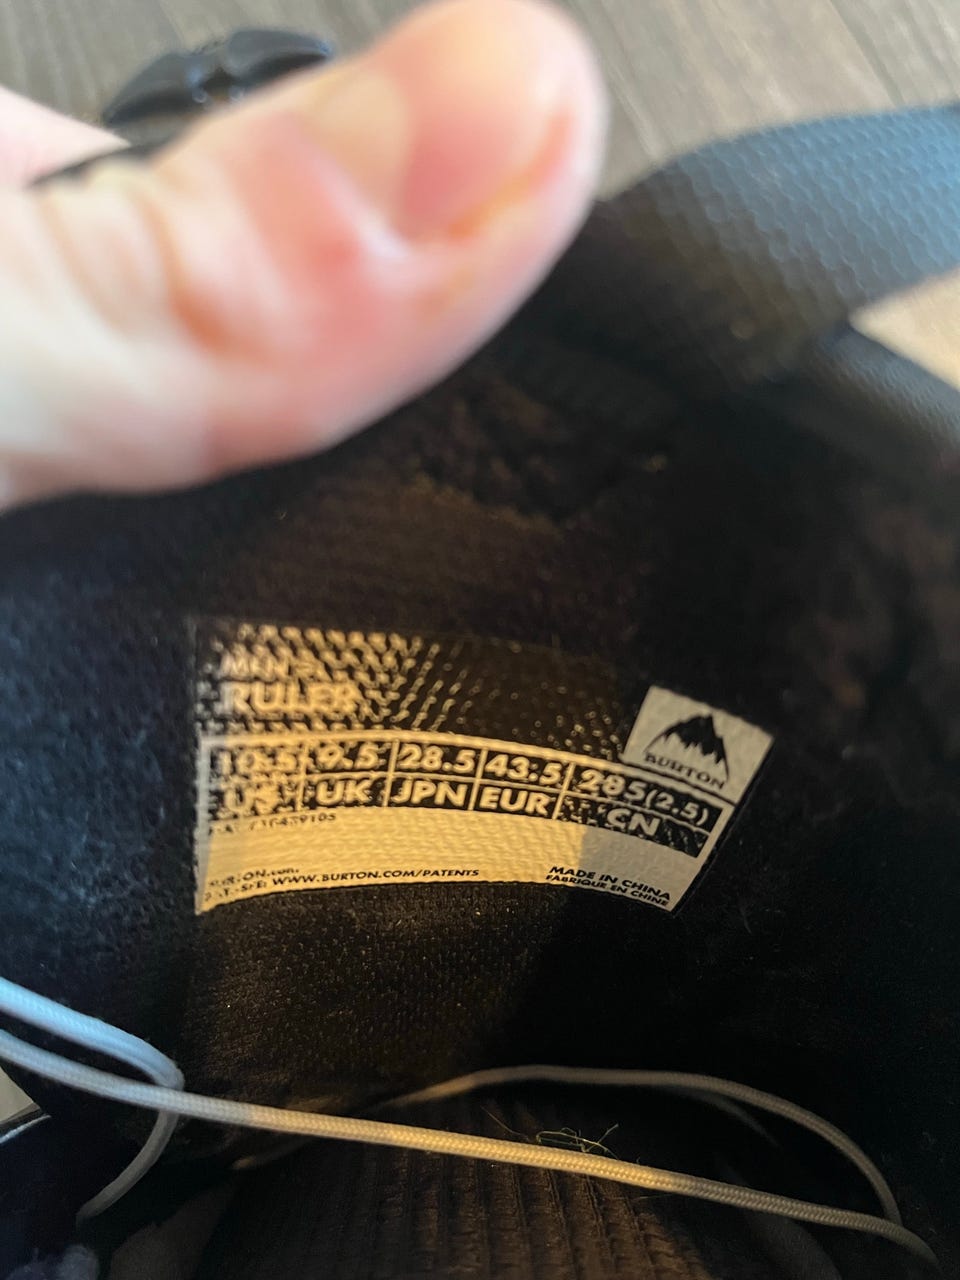 MEN'S
RULER
BURTON
10.5 9.5 28.5 43.5 285(2.5)
US UK JPN EUR CN
WWW.BURTON.COM/PATENTS
MADE IN CHINA
FABRIQUE EN CHINE